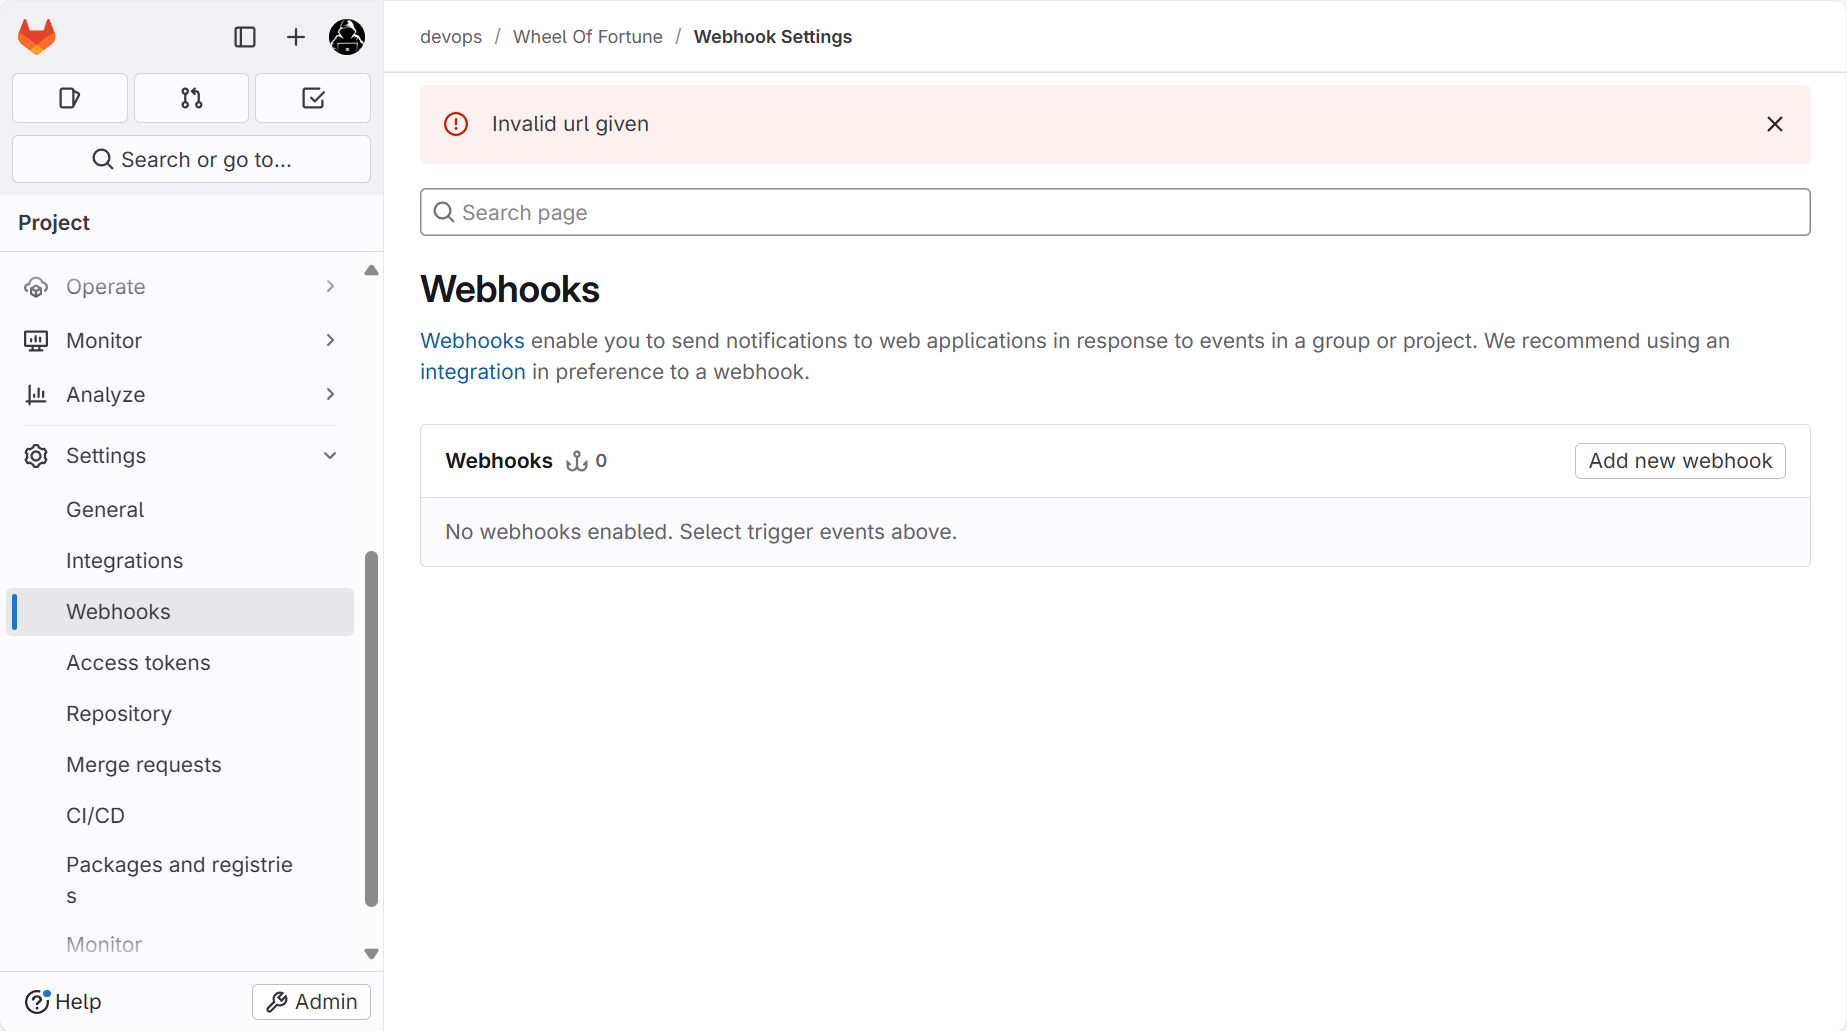 devops / Wheel Of Fortune / Webhook Settings
Search or go to...
Project
Operate
Monitor
Analyze
Settings
General
Integrations
Webhooks
Access tokens
Repository
Merge requests
CI/CD
Packages and registrie
s
Monitor
Help
Admin
Invalid url given
Search page
Webhooks
Webhooks enable you to send notifications to web applications in response to events in a group or project. We recommend using an
integration in preference to a webhook.
Webhooks 0
Add new webhook
No webhooks enabled. Select trigger events above.